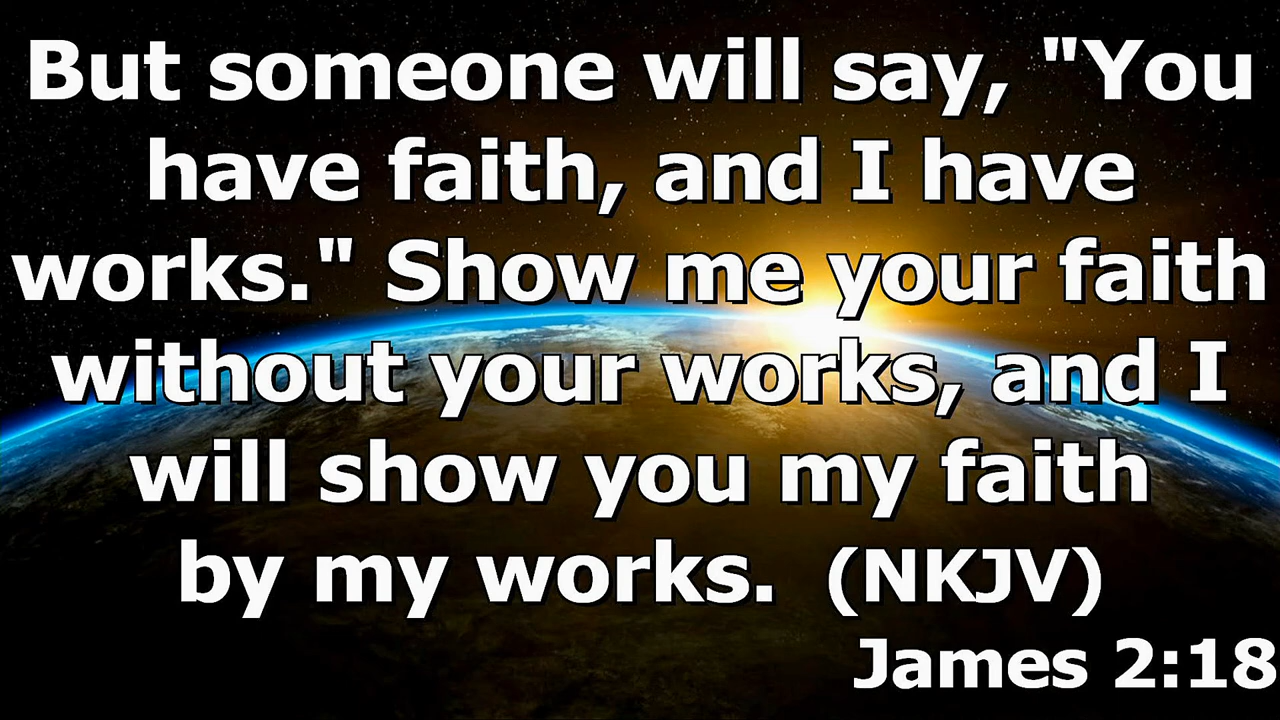 But someone will say, "You
have faith, and I have
works." Show me your faith
without your works, and I
will show you my faith
by my works. (NKJV)
James 2:18